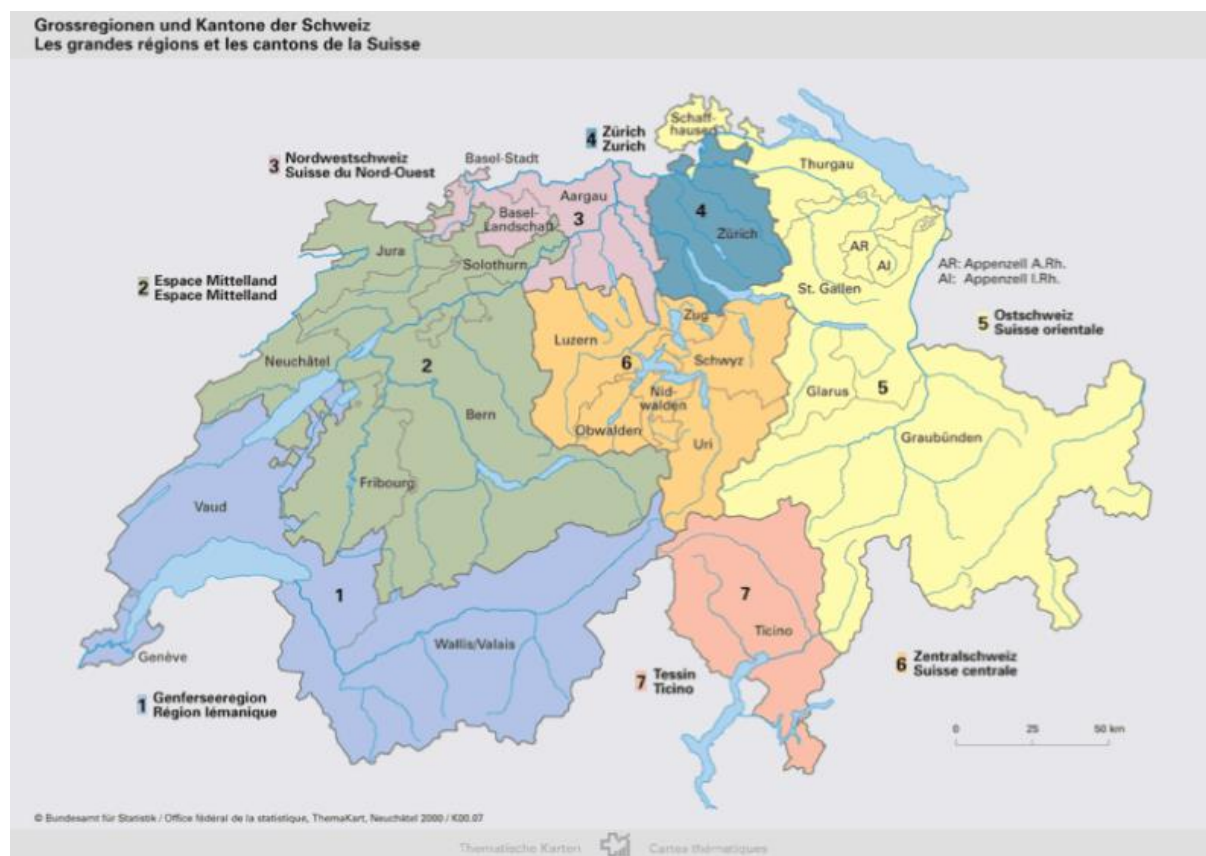 Grossregionen und Kantone der Schweiz
Les grandes régions et les cantons de la Suisse
Schaff-
hausen
4 Zürich
Zurich
Basel-Stadt
3 Nordwestschweiz
Suisse du Nord-Ouest
Thurgau
Aargau
Basel-
Landschaft
3
4
Zürich
Jura
Solothurn
AR
AI
AR: Appenzell A.Rh.
AI: Appenzell I.Rh.
2 Espace Mittelland
Espace Mittelland
St. Gallen
5 Ostschweiz
Suisse orientale
Zug
Luzern
Schwyz
Neuchâtel
2
6
5
Nid-
walden
Glarus
Bern
Obwalden
Uri
Graubünden
Fribourg
Vaud
1
7
Ticino
Wallis/Valais
Genève
6 Zentralschweiz
Suisse centrale
7 Tessin
Ticino
1 Genferseeregion
Région lémanique
0 25 50 km
© Bundesamt für Statistik / Office fédéral de la statistique, ThemaKart, Neuchâtel 2000 / K00.07
Thematische Karten Cartes thématiques